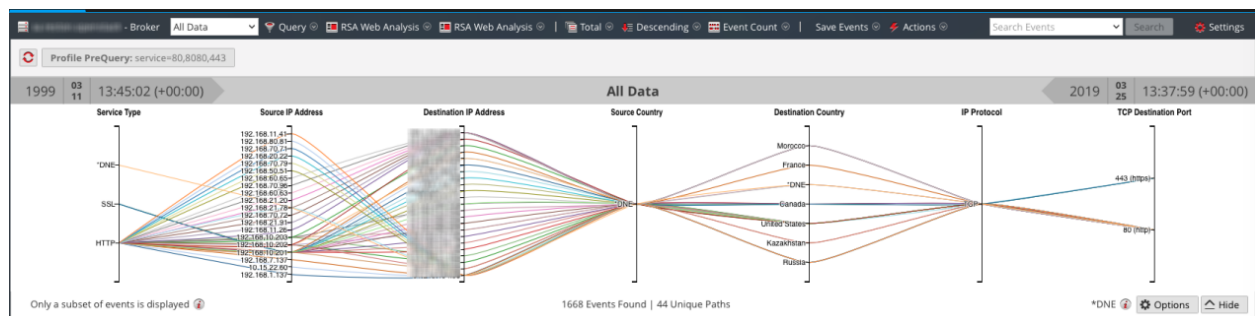 - Broker All Data Query RSA Web Analysis RSA Web Analysis | Total Descending Event Count | Save Events Actions Search Events Search Settings
Profile PreQuery: service=80,8080,443
1999 03 11 13:45:02 (+00:00) All Data 2019 03 25 13:37:59 (+00:00)
Service Type Source IP Address Destination IP Address Source Country Destination Country IP Protocol TCP Destination Port
*DNE
SSL
HTTP
192.168.11.41
192.168.80.81
192.168.70.71
192.168.20.22
192.168.70.79
192.168.50.51
192.168.60.65
192.168.70.96
192.168.60.63
192.168.21.20
192.168.21.78
192.168.70.72
192.168.21.91
192.168.11.26
192.168.10.203
192.168.10.202
192.168.10.201
192.168.7.137
10.15.22.60
192.168.1.137
*DNE
Morocco
France
*DNE
Canada
United States
Kazakhstan
Russia
TCP
443 (https)
80 (http)
Only a subset of events is displayed 1668 Events Found | 44 Unique Paths *DNE Options Hide